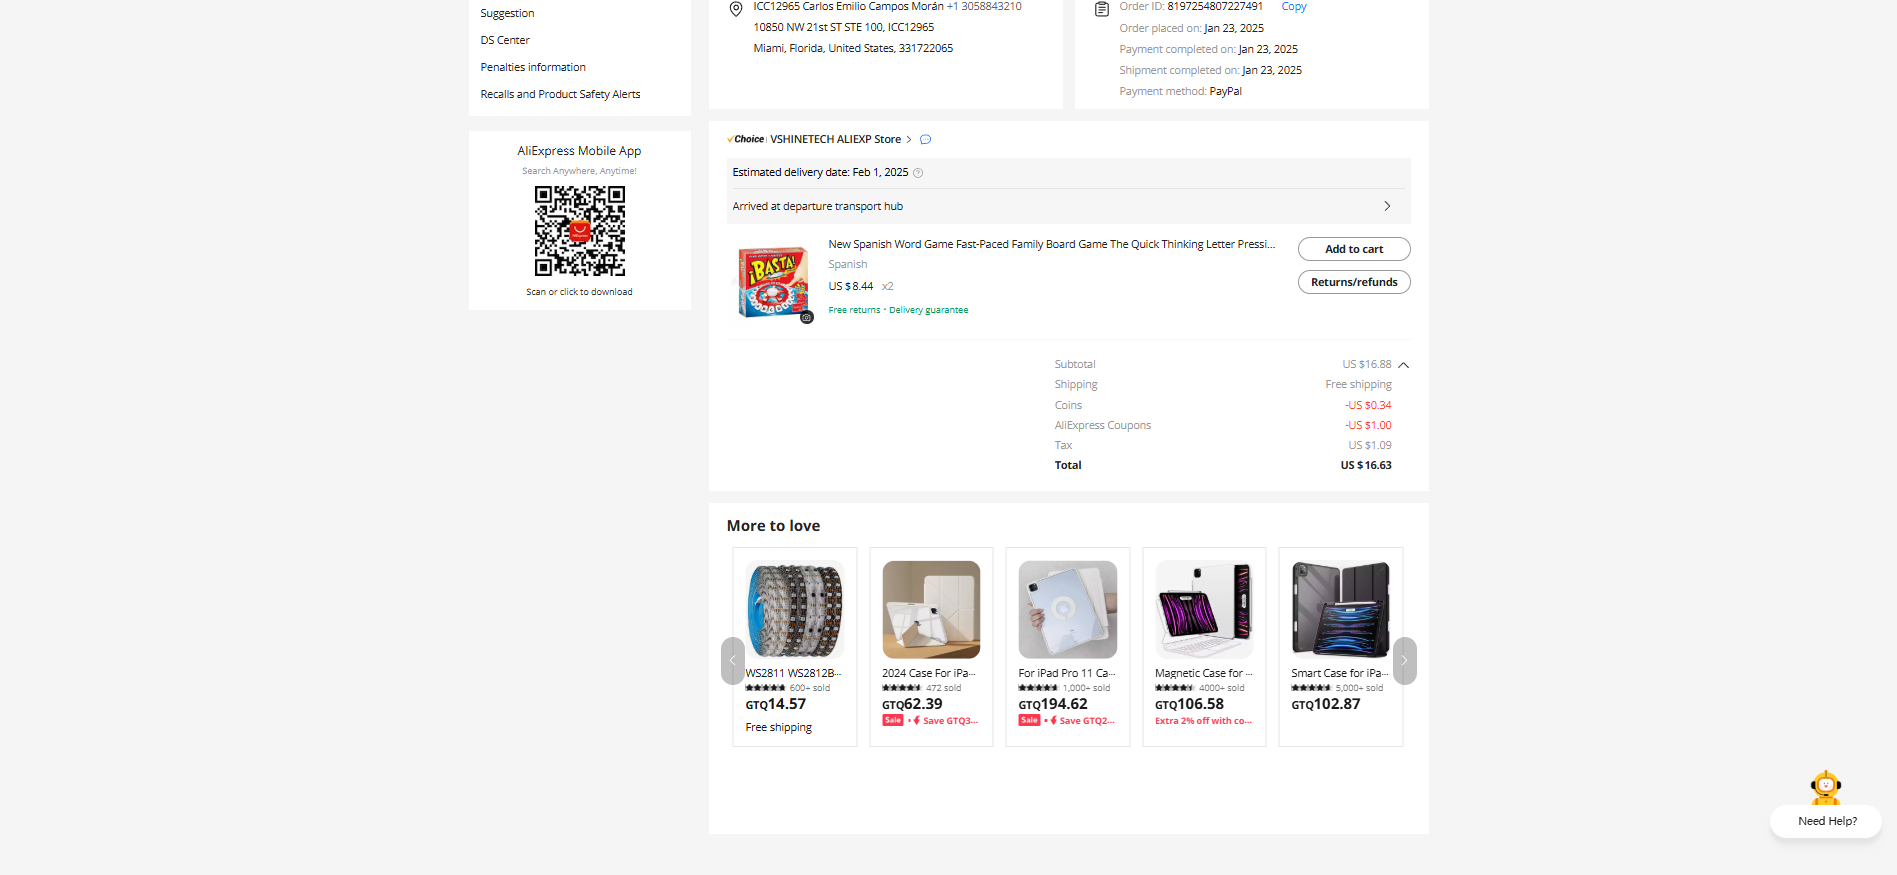 Suggestion
DS Center
Penalties information
Recalls and Product Safety Alerts
AliExpress Mobile App
Search Anywhere, Anytime!
Scan or click to download
ICC12965 Carlos Emilio Campos Morán +1 3058843210
10850 NW 21st ST STE 100, ICC12965
Miami, Florida, United States, 331722065
Order ID: 8197254807227491 Copy
Order placed on: Jan 23, 2025
Payment completed on: Jan 23, 2025
Shipment completed on: Jan 23, 2025
Payment method: PayPal
Choice | VSHINETECH ALIEXP Store
Estimated delivery date: Feb 1, 2025
Arrived at departure transport hub
¡BASTA!
New Spanish Word Game Fast-Paced Family Board Game The Quick Thinking Letter Pressi...
Spanish
US $8.44 x2
Free returns · Delivery guarantee
Add to cart
Returns/refunds
Subtotal US $16.88
Shipping Free shipping
Coins -US $0.34
AliExpress Coupons -US $1.00
Tax US $1.09
Total US $16.63
More to love
WS2811 WS2812B...
600+ sold
GTQ14.57
Free shipping
2024 Case For iPa...
472 sold
GTQ62.39
Sale · Save GTQ3...
For iPad Pro 11 Ca...
1,000+ sold
GTQ194.62
Sale · Save GTQ2...
Magnetic Case for ...
4000+ sold
GTQ106.58
Extra 2% off with co...
Smart Case for iPa...
5,000+ sold
GTQ102.87
Need Help?